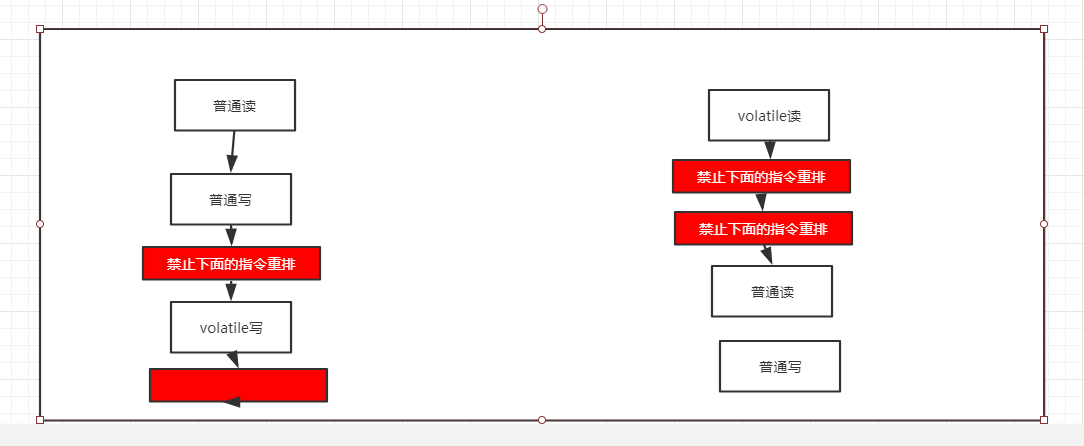 普通读
普通写
禁止下面的指令重排
volatile写
volatile读
禁止下面的指令重排
禁止下面的指令重排
普通读
普通写